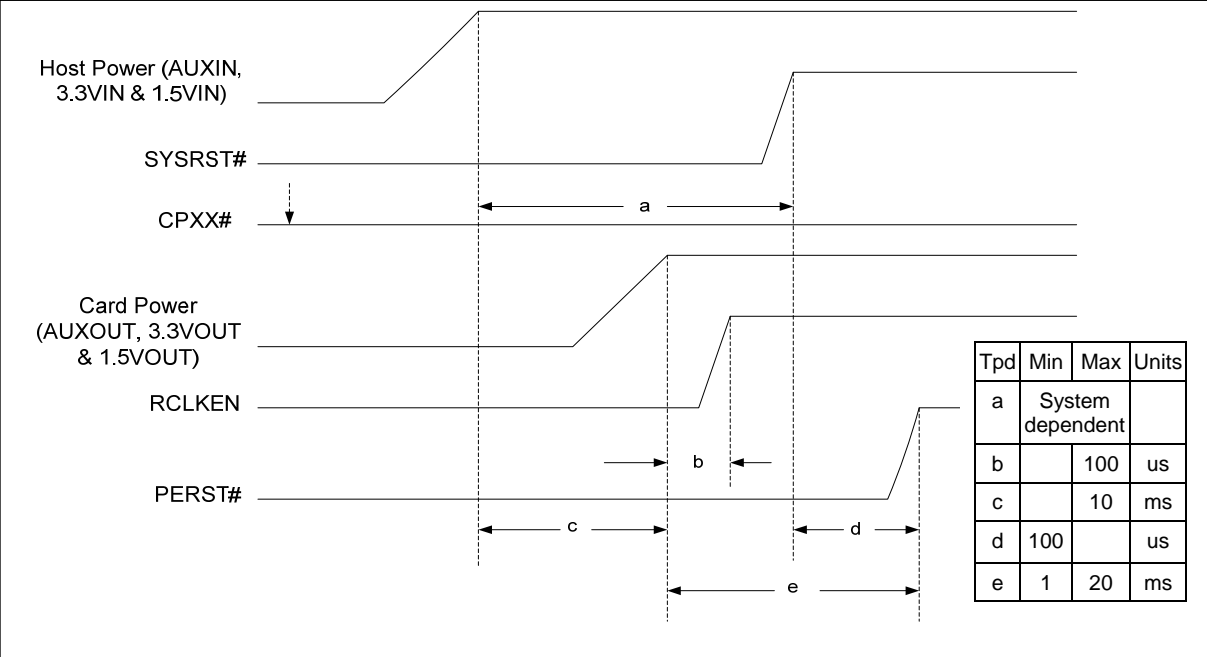 Host Power (AUXIN,
3.3VIN & 1.5VIN)
SYSRST#
a
CPXX#
Card Power
(AUXOUT, 3.3VOUT
& 1.5VOUT)
RCLKEN
b
PERST#
c
d
e
Tpd Min Max Units
a System
dependent
b 100 us
c 10 ms
d 100 us
e 1 20 ms